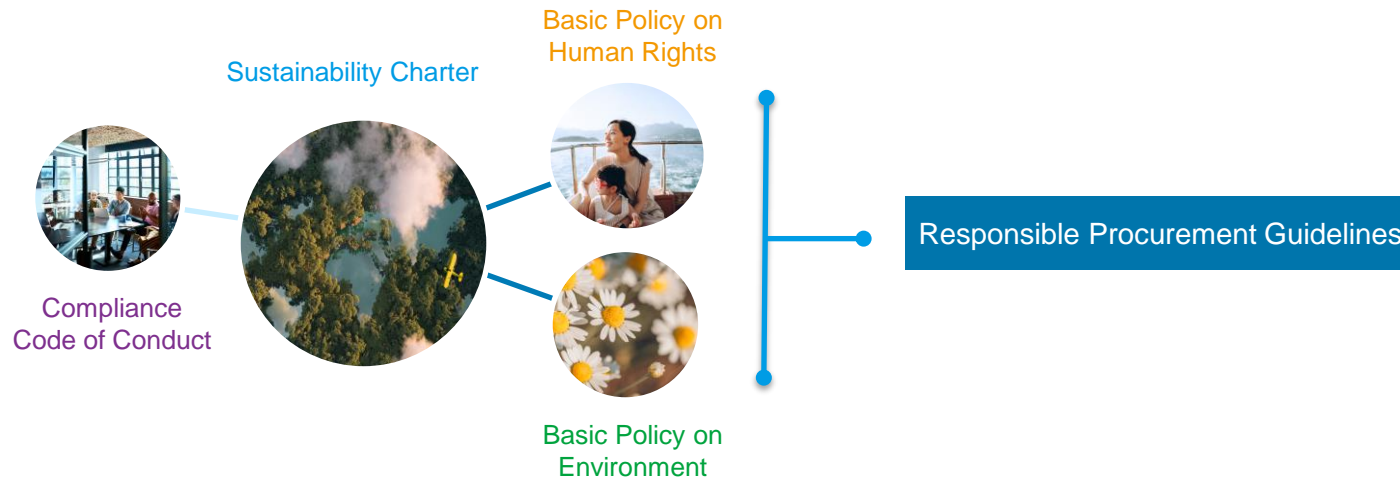 Basic Policy on
Human Rights
Sustainability Charter
Compliance
Code of Conduct
Basic Policy on
Environment
Responsible Procurement Guidelines